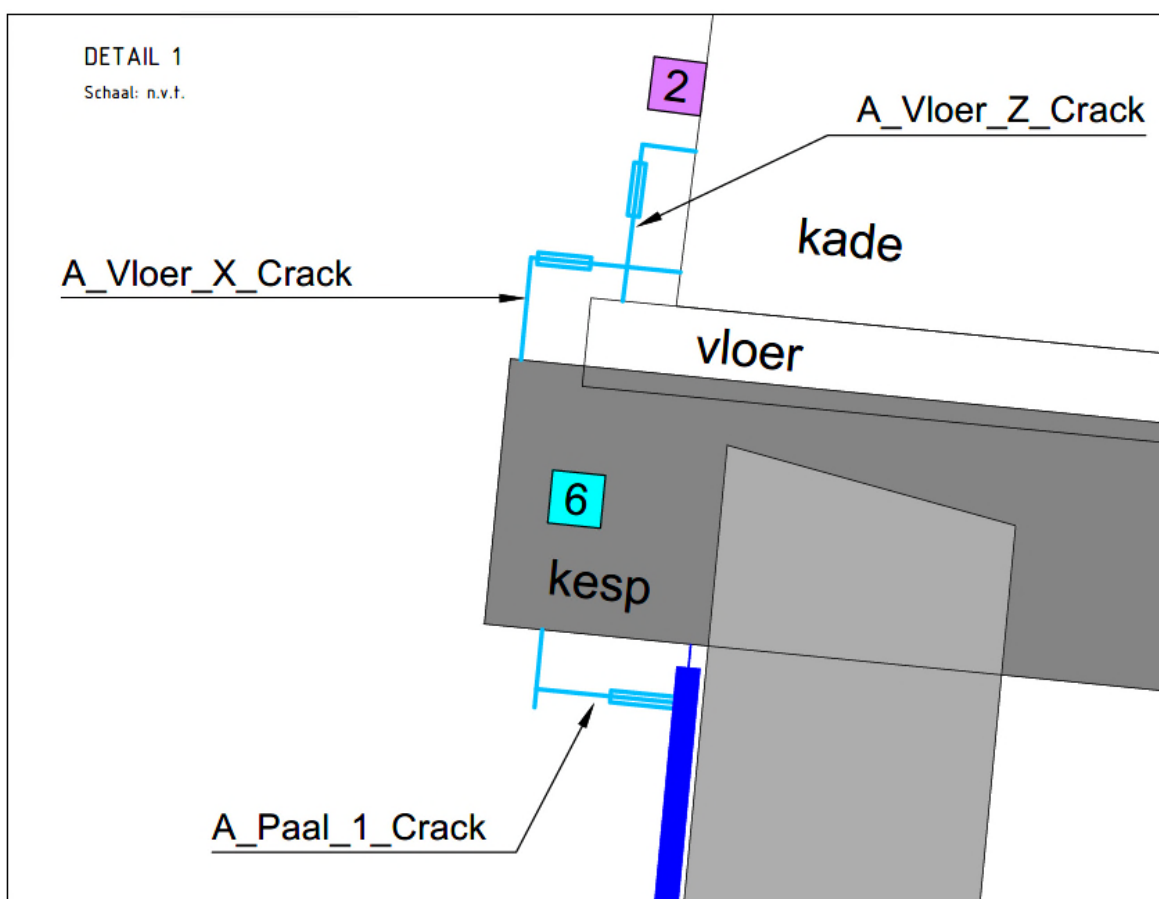 DETAIL 1
Schaal: n.v.t.
2
A_Vloer_Z_Crack
kade
A_Vloer_X_Crack
vloer
6
kesp
A_Paal_1_Crack